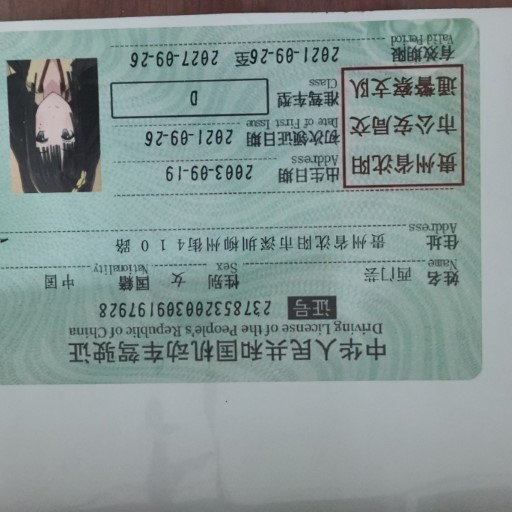 中华人民共和国机动车驾驶证
Driving License of the People's Republic of China
证号 237853200309197928
姓名 西门芸 性别 女 国籍 中国
Name Sex Nationality
住址 贵州省沈阳市深圳柳州街410路
Address
贵州省沈阳
市公安局交
通警察支队
出生日期 2003-09-19
Address
初次领证日期 2021-09-26
Date of First Issue
准驾车型 D
Class
有效期限 2021-09-26至 2027-09-26
Valid Period